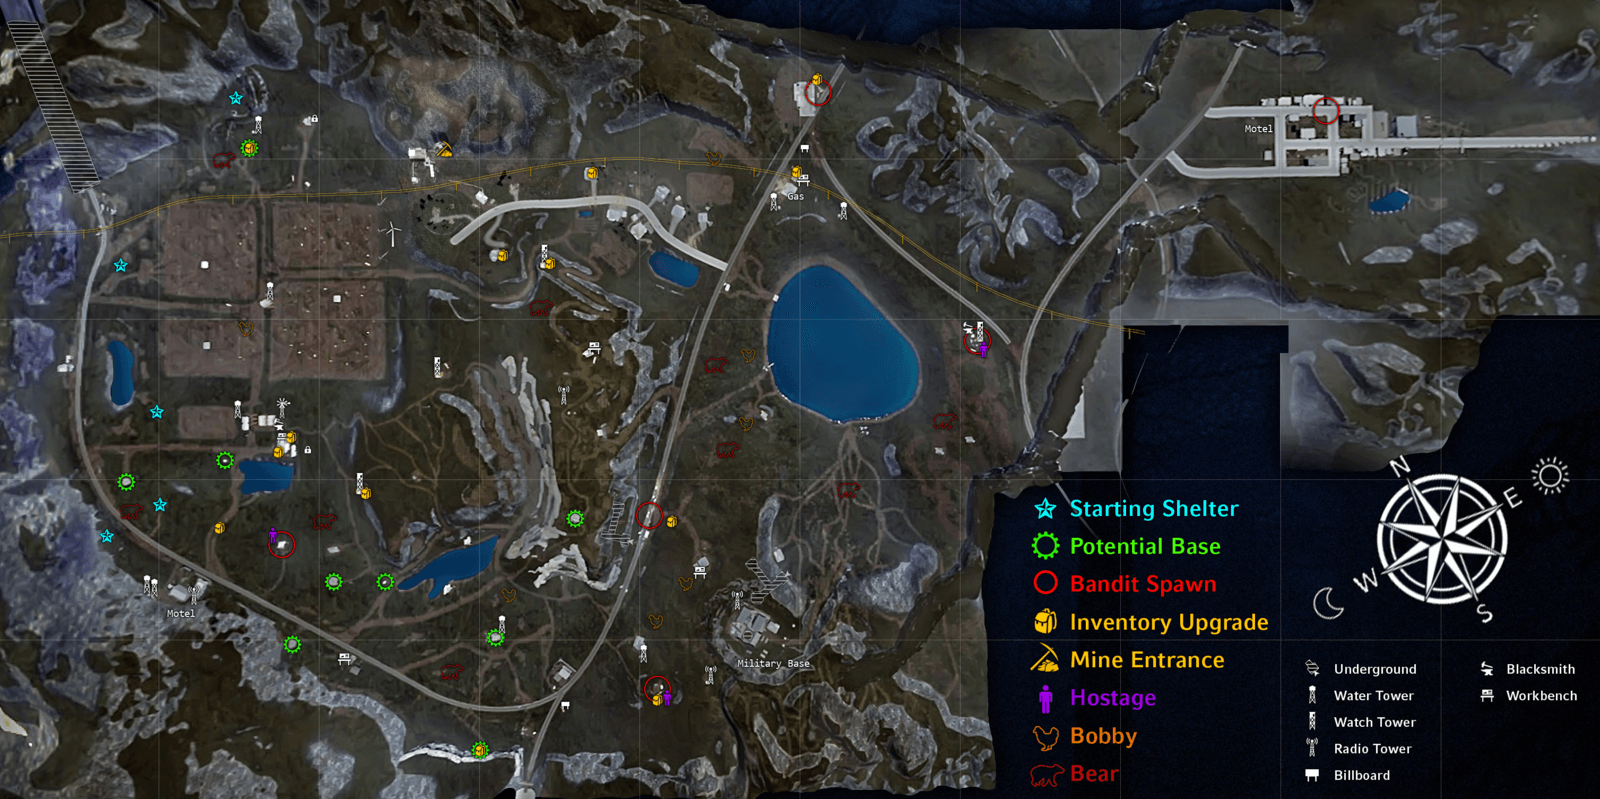 Motel
Gas
Motel
Military Base
N
E
W
S
Starting Shelter
Potential Base
Bandit Spawn
Inventory Upgrade
Mine Entrance
Hostage
Bobby
Bear
Underground
Water Tower
Watch Tower
Radio Tower
Billboard
Blacksmith
Workbench